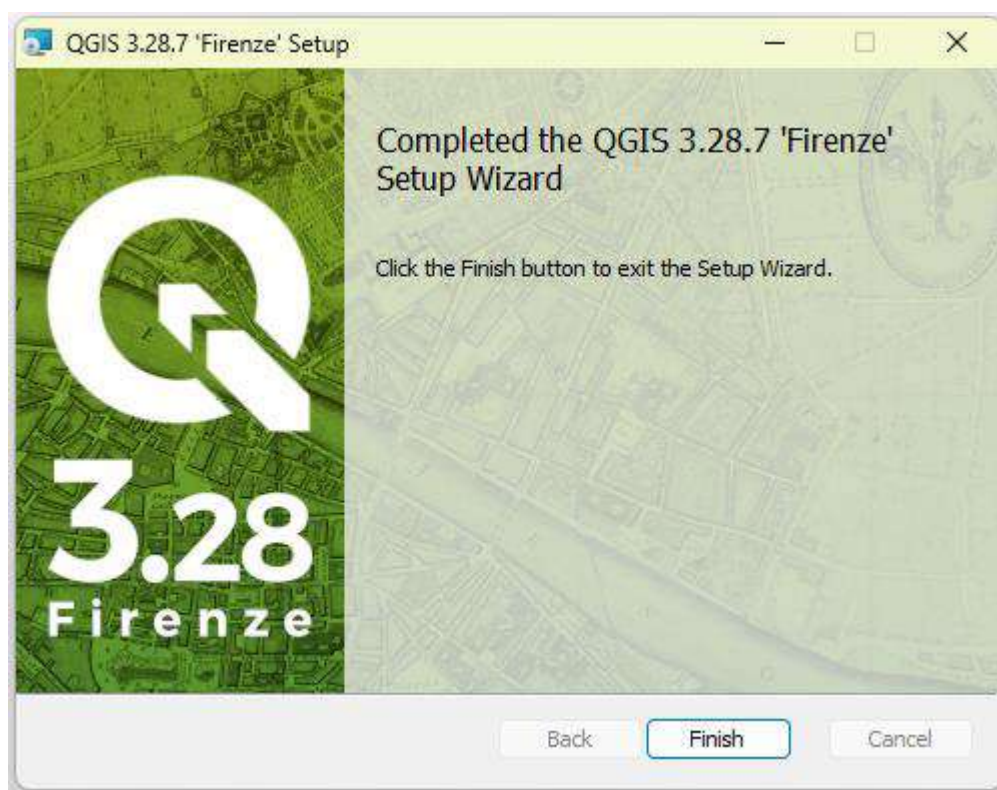 QGIS 3.28.7 'Firenze' Setup
Completed the QGIS 3.28.7 'Firenze'
Setup Wizard
Click the Finish button to exit the Setup Wizard.
3.28
Firenze
Back
Finish
Cancel